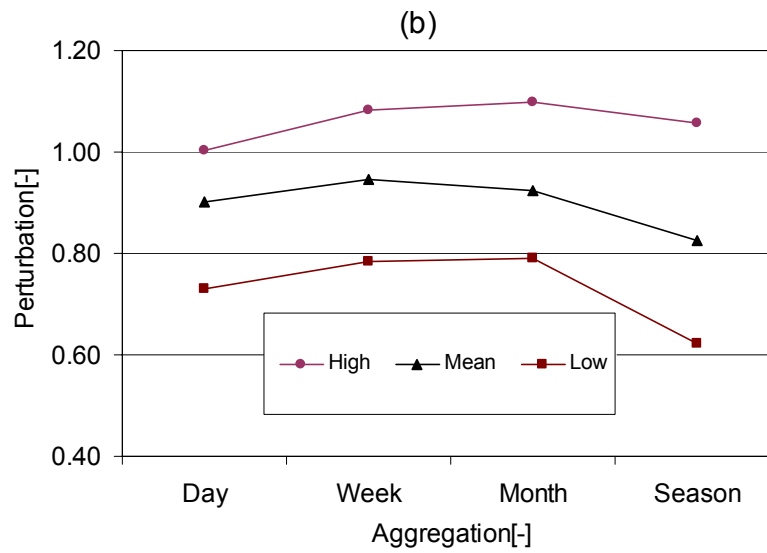 (b)
1.20
1.00
0.80
0.60
0.40
Perturbation[-]
High Mean Low
Day Week Month Season
Aggregation[-]